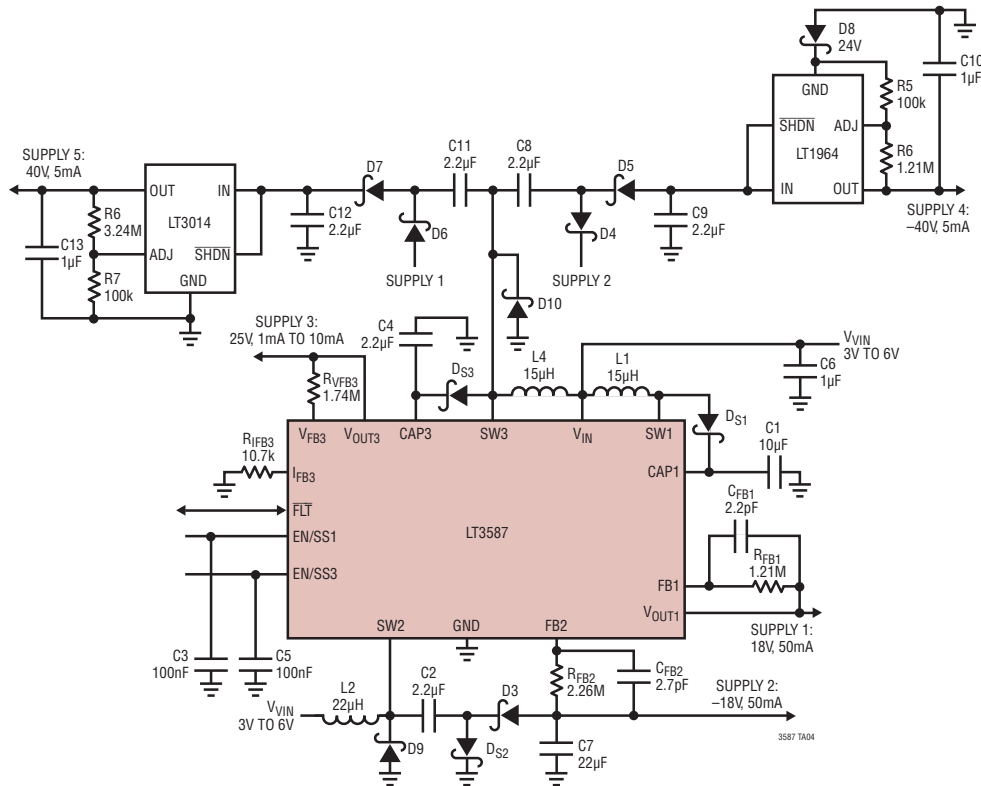 D8
24V
C10
1µF
GND
R5
100k
SHDN
ADJ
LT1964
R6
1.21M
IN
OUT
SUPPLY 4:
–40V, 5mA
SUPPLY 5:
40V, 5mA
OUT
IN
LT3014
R6
3.24M
C13
1µF
ADJ
SHDN
R7
100k
GND
D7
C11
2.2µF
C8
2.2µF
D5
C12
2.2µF
D6
SUPPLY 1
D4
SUPPLY 2
C9
2.2µF
D10
SUPPLY 3:
25V, 1mA TO 10mA
C4
2.2µF
RVFB3
1.74M
DS3
L4
15µH
L1
15µH
VVIN
3V TO 6V
C6
1µF
DS1
C1
10µF
VFB3
VOUT3
CAP3
SW3
VIN
SW1
CAP1
RIFB3
10.7k
IFB3
FLT
EN/SS1
EN/SS3
LT3587
CFB1
2.2pF
RFB1
1.21M
FB1
VOUT1
SUPPLY 1:
18V, 50mA
SW2
GND
FB2
C3
100nF
C5
100nF
VVIN
3V TO 6V
L2
22µH
C2
2.2µF
D3
D9
DS2
RFB2
2.26M
CFB2
2.7pF
C7
22µF
SUPPLY 2:
–18V, 50mA
3587 TA04